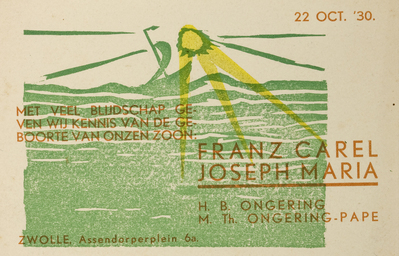 22 OCT. '30.
MET VEEL BLIJDSCHAP GE-
VEN WIJ KENNIS VAN DE GE-
BOORTE VAN ONZEN ZOON:
FRANZ CAREL
JOSEPH MARIA
H. B. ONGERING
M. Th. ONGERING-PAPE
ZWOLLE, Assendorperplein 6a.